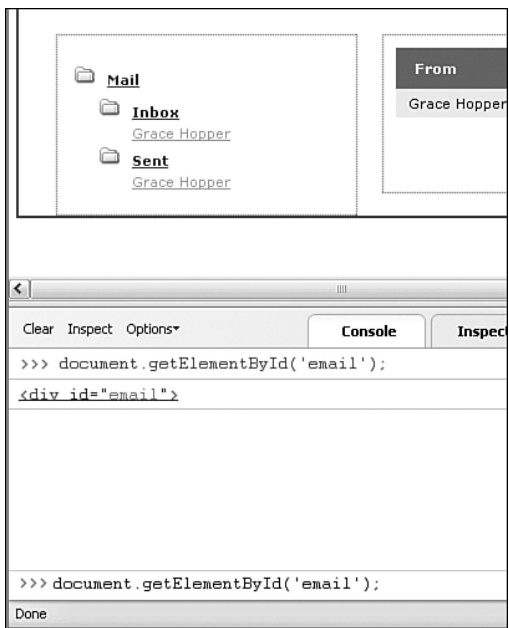 Mail
Inbox
Grace Hopper
Sent
Grace Hopper
From
Grace Hopper
Clear Inspect Options
Console
Inspec
>>> document.getElementById('email');
<div id="email">
>>> document.getElementById('email');
Done